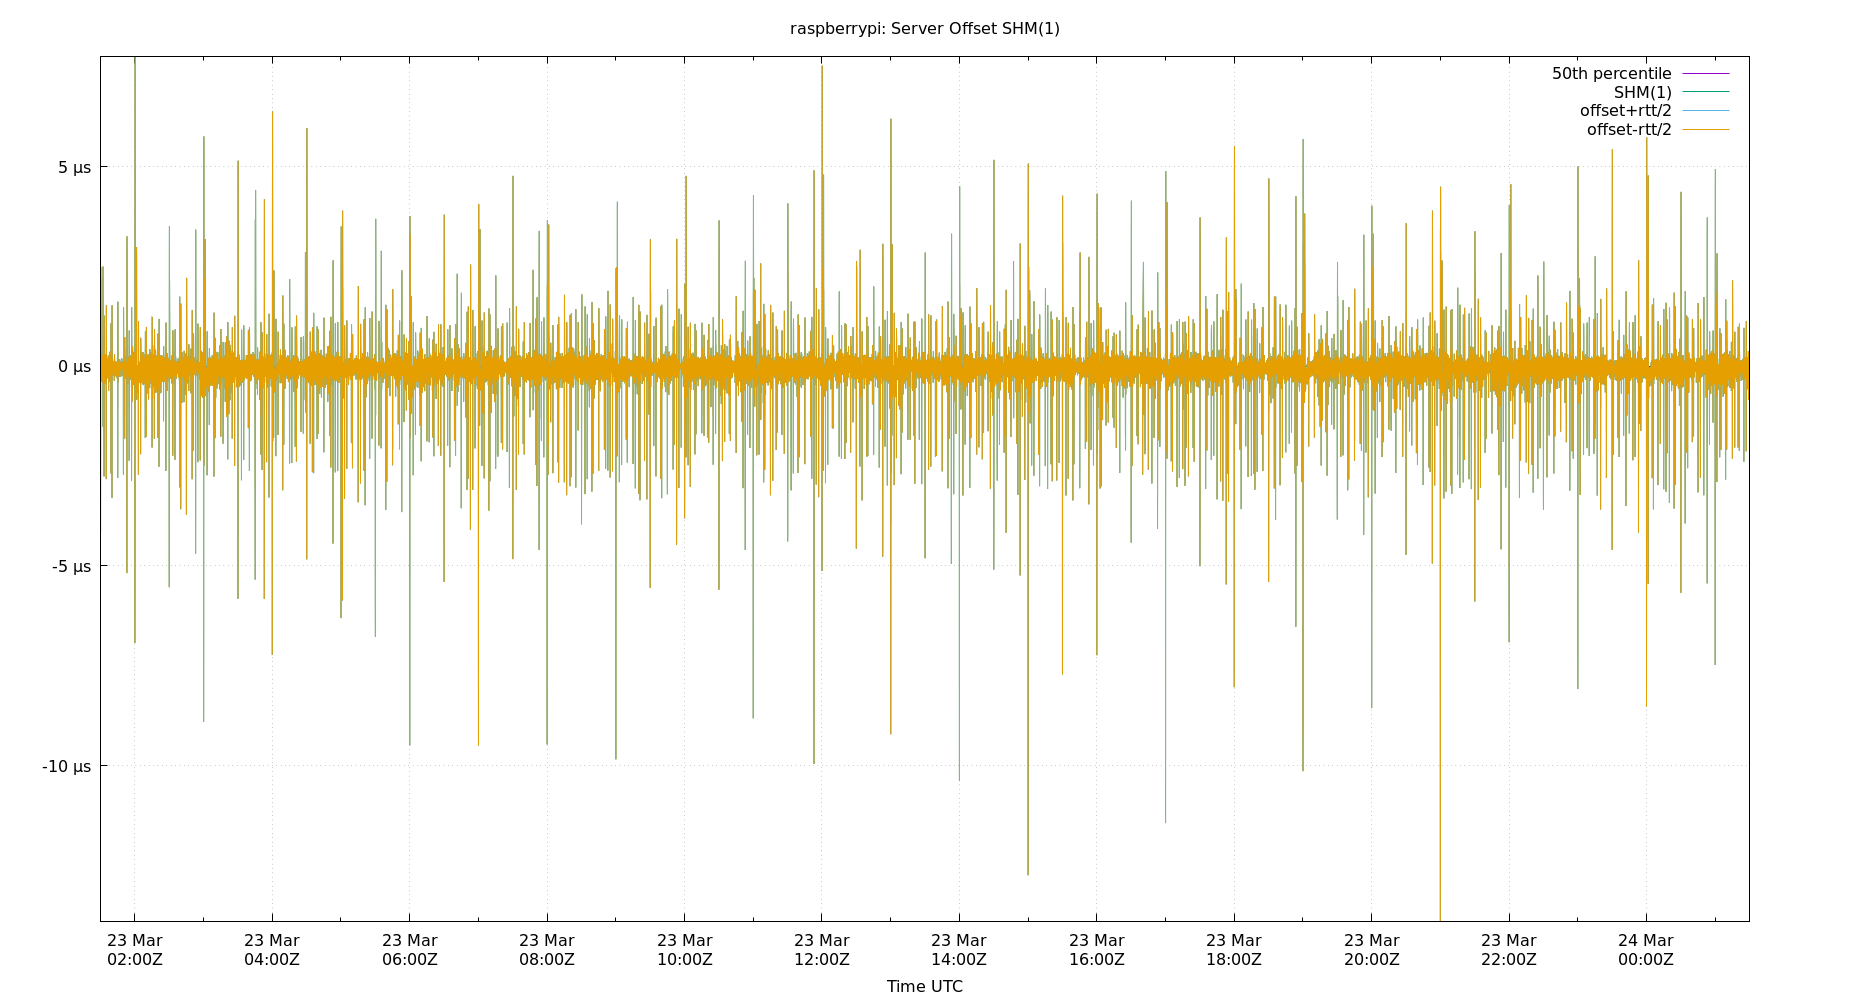 raspberrypi: Server Offset SHM(1)
50th percentile
SHM(1)
offset+rtt/2
offset-rtt/2
5 µs
0 µs
-5 µs
-10 µs
23 Mar 23 Mar 23 Mar 23 Mar 23 Mar 23 Mar 23 Mar 23 Mar 23 Mar 23 Mar 23 Mar 24 Mar
02:00Z 04:00Z 06:00Z 08:00Z 10:00Z 12:00Z 14:00Z 16:00Z 18:00Z 20:00Z 22:00Z 00:00Z
Time UTC